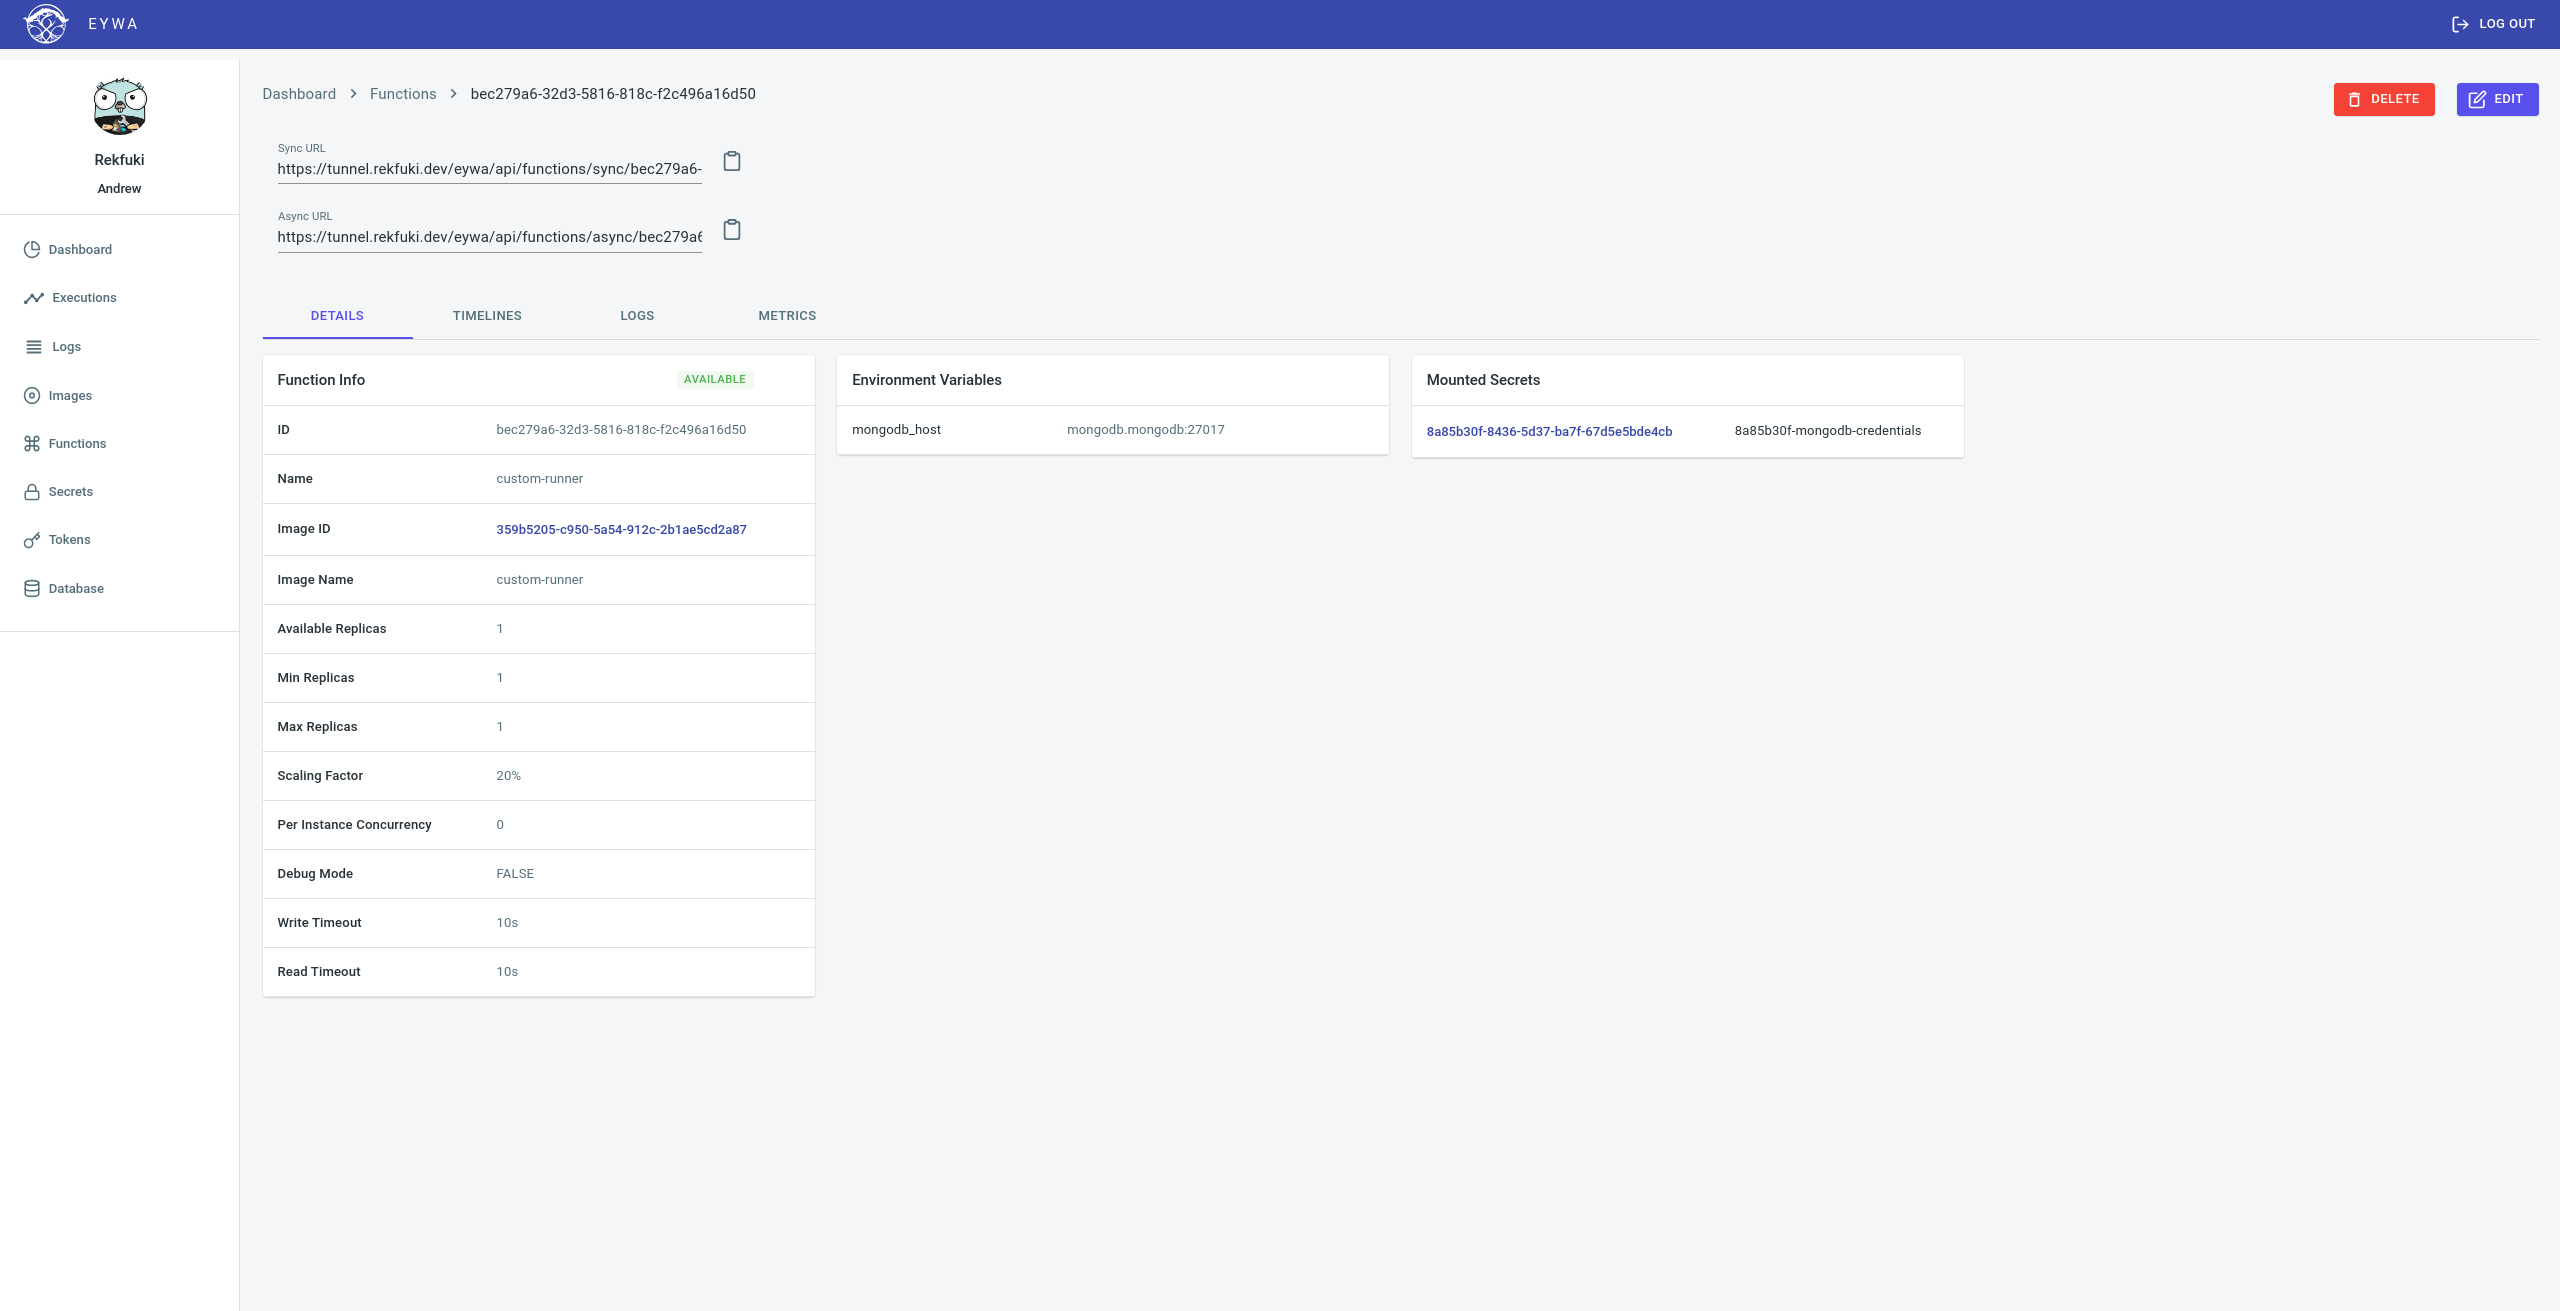 EYWA
LOG OUT
Rekfuki
Andrew
Dashboard
Executions
Logs
Images
Functions
Secrets
Tokens
Database
Dashboard > Functions > bec279a6-32d3-5816-818c-f2c496a16d50
DELETE
EDIT
Sync URL
https://tunnel.rekfuki.dev/eywa/api/functions/sync/bec279a6-
Async URL
https://tunnel.rekfuki.dev/eywa/api/functions/async/bec279a6
DETAILS TIMELINES LOGS METRICS
Function Info AVAILABLE
ID bec279a6-32d3-5816-818c-f2c496a16d50
Name custom-runner
Image ID 359b5205-c950-5a54-912c-2b1ae5cd2a87
Image Name custom-runner
Available Replicas 1
Min Replicas 1
Max Replicas 1
Scaling Factor 20%
Per Instance Concurrency 0
Debug Mode FALSE
Write Timeout 10s
Read Timeout 10s
Environment Variables
mongodb_host mongodb.mongodb:27017
Mounted Secrets
8a85b30f-8436-5d37-ba7f-67d5e5bde4cb 8a85b30f-mongodb-credentials